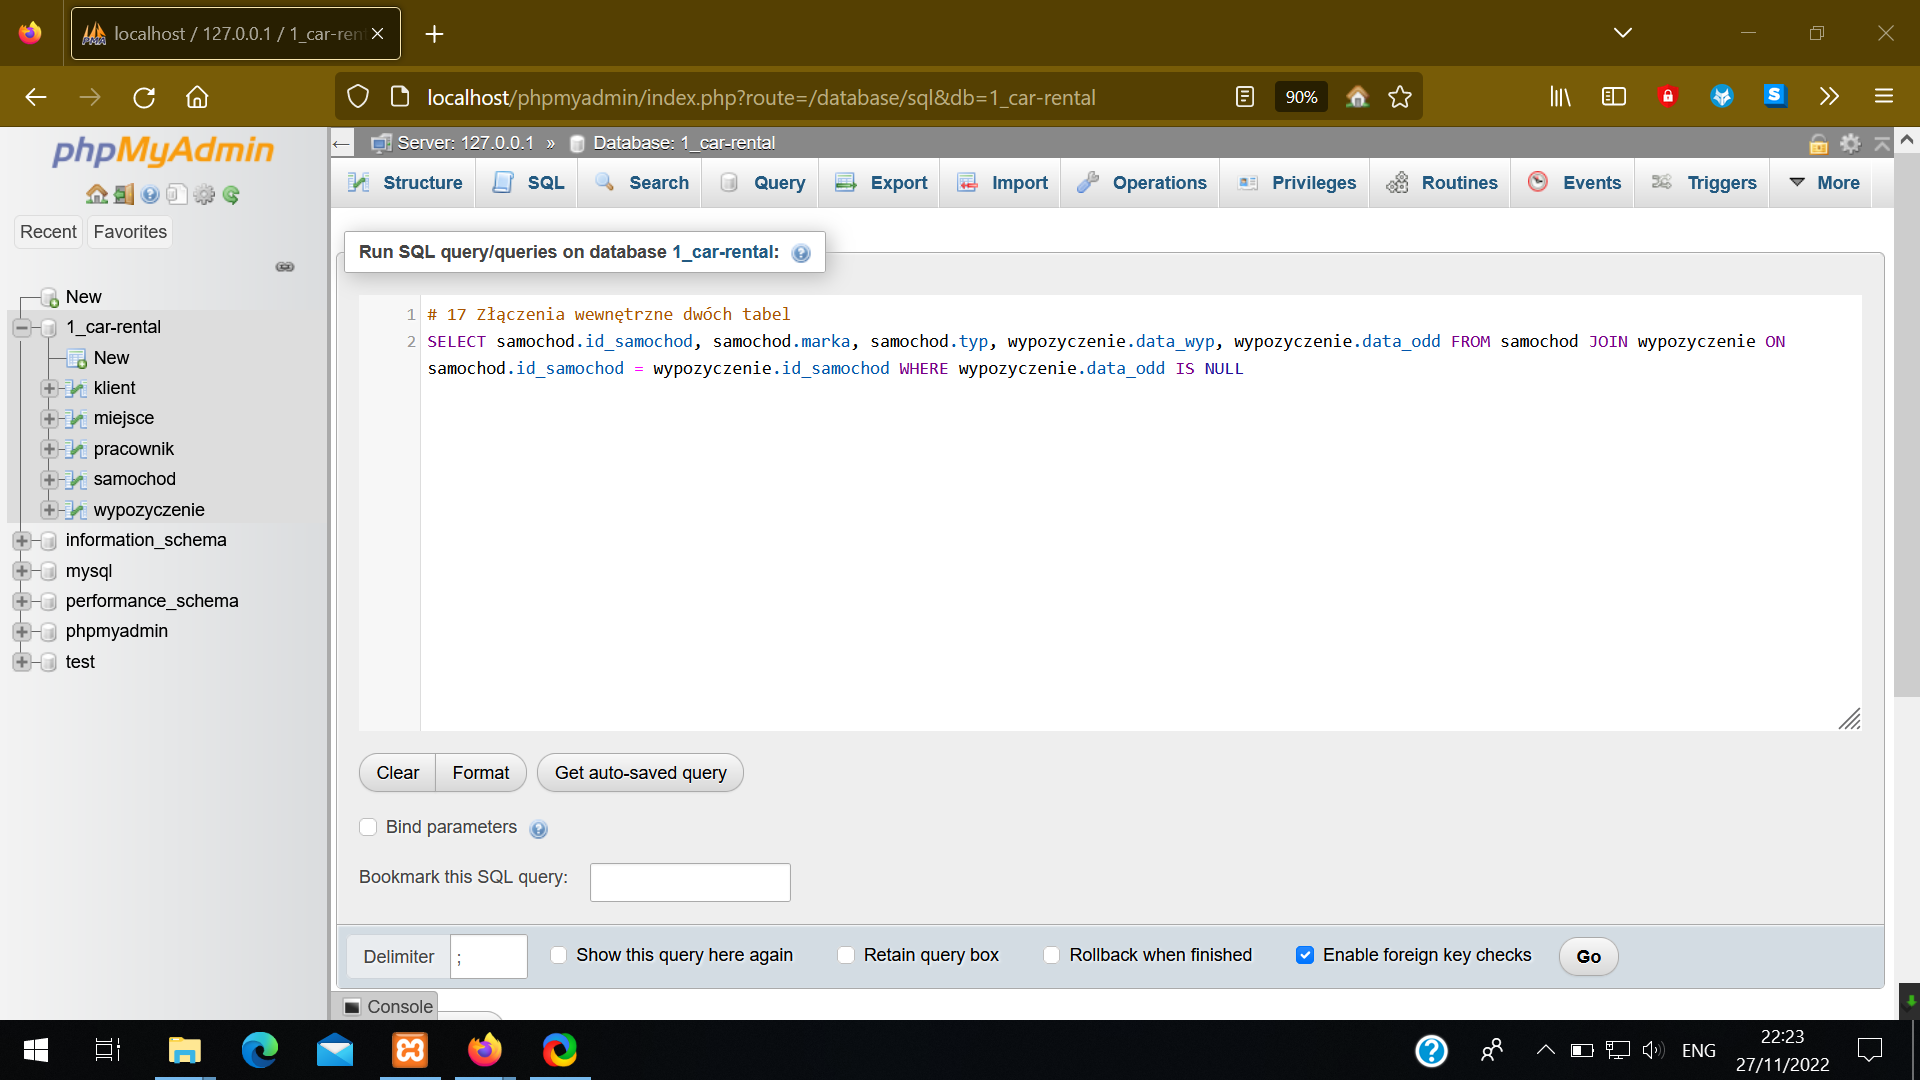 localhost / 127.0.0.1 / 1_car-ren
localhost/phpmyadmin/index.php?route=/database/sql&db=1_car-rental
90%
phpMyAdmin
Recent
Favorites
New
1_car-rental
New
klient
miejsce
pracownik
samochod
wypozyczenie
information_schema
mysql
performance_schema
phpmyadmin
test
Server: 127.0.0.1 » Database: 1_car-rental
Structure
SQL
Search
Query
Export
Import
Operations
Privileges
Routines
Events
Triggers
More
Run SQL query/queries on database 1_car-rental:
1 # 17 Złączenia wewnętrzne dwóch tabel
2 SELECT samochod.id_samochod, samochod.marka, samochod.typ, wypozyczenie.data_wyp, wypozyczenie.data_odd FROM samochod JOIN wypozyczenie ON
samochod.id_samochod = wypozyczenie.id_samochod WHERE wypozyczenie.data_odd IS NULL
Clear
Format
Get auto-saved query
Bind parameters
Bookmark this SQL query:
Delimiter
;
Show this query here again
Retain query box
Rollback when finished
Enable foreign key checks
Go
Console
ENG
22:23
27/11/2022